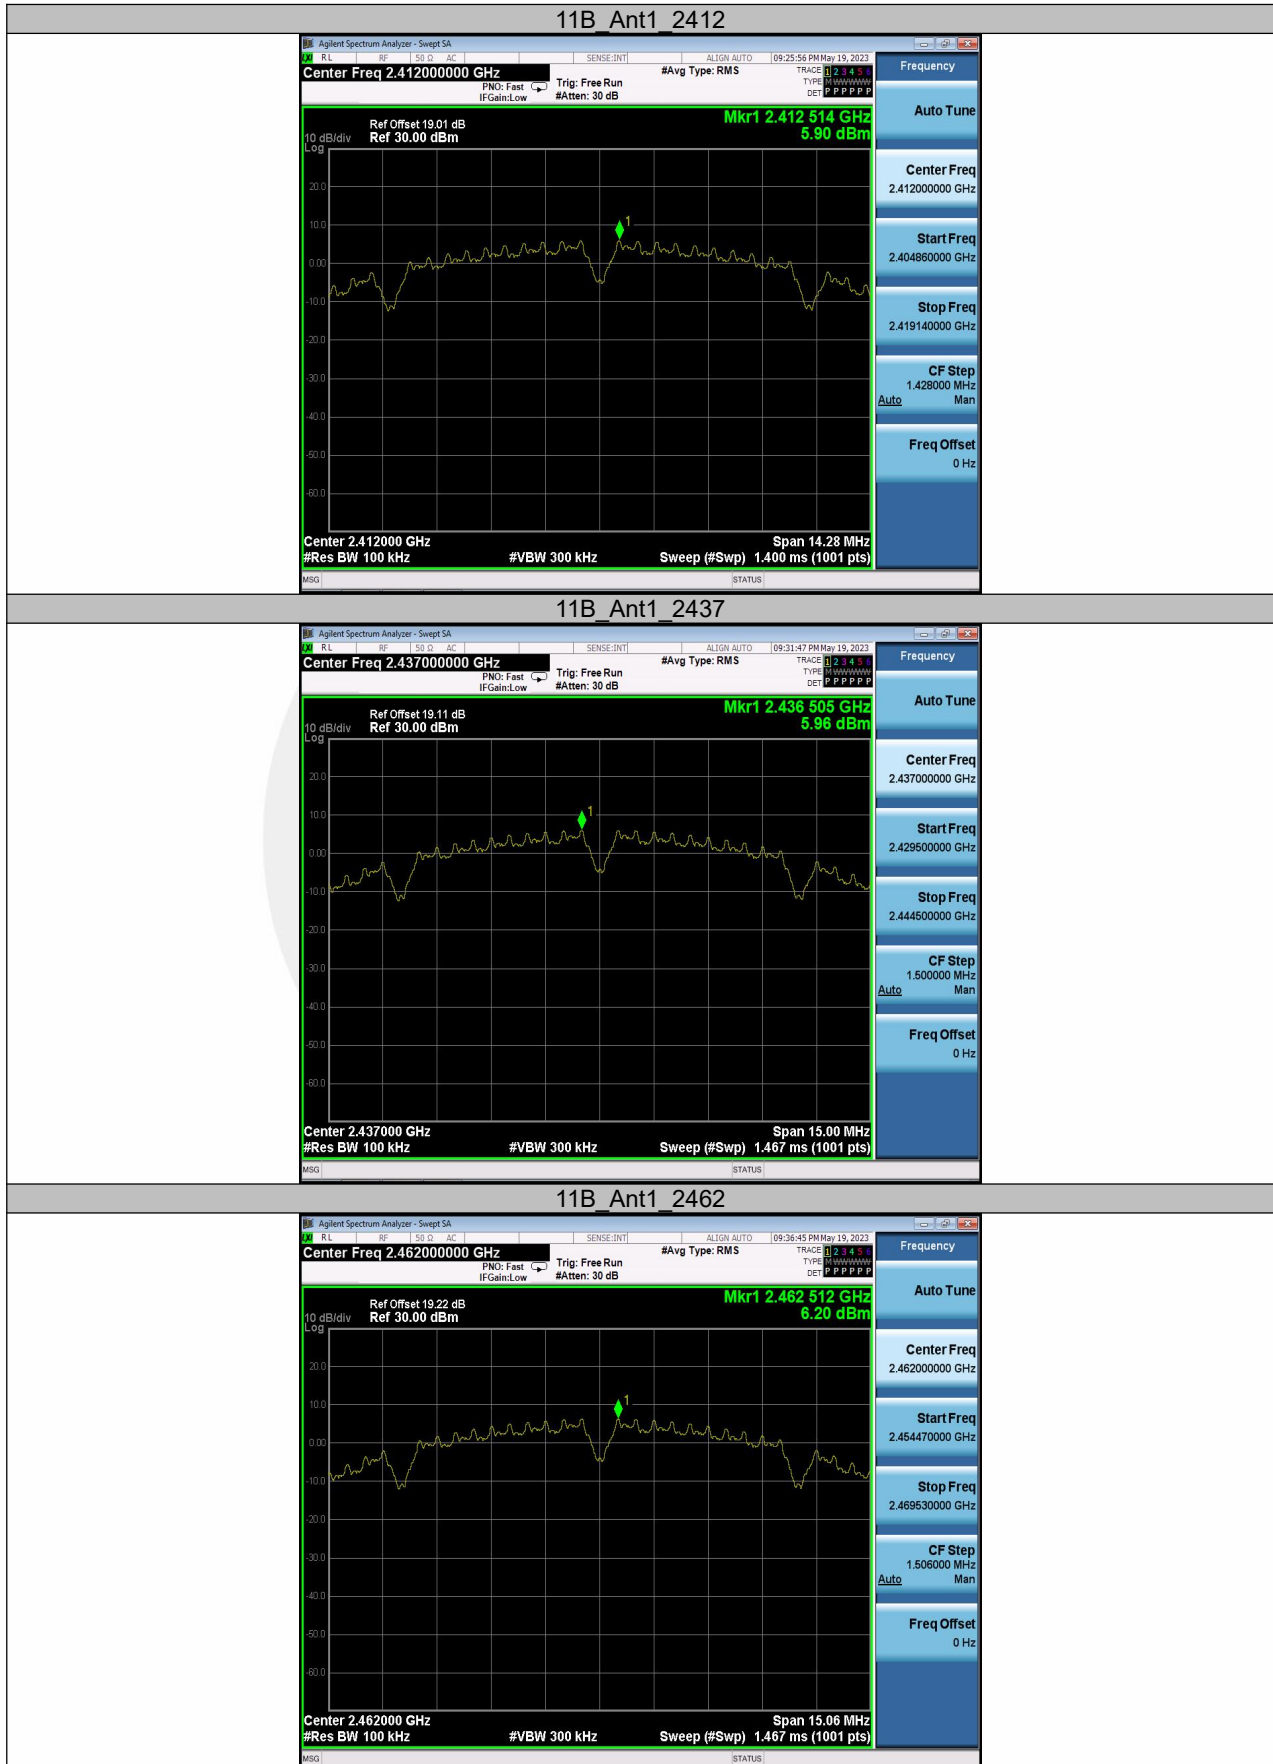 11B_Ant1_2412
Agilent Spectrum Analyzer - Swept SA
LXI RL RF 50 Ω AC SENSE:INT ALIGN AUTO 09:25:56 PM May 19, 2023
Center Freq 2.412000000 GHz
#Avg Type: RMS
TRACE 1 2 3 4 5 6
PNO: Fast Trig: Free Run
TYPE M WWWWW
IFGain:Low #Atten: 30 dB
DET P P P P P P
Frequency
Mkr1 2.412 514 GHz
5.90 dBm
Ref Offset 19.01 dB
10 dB/div Ref 30.00 dBm
Log
20.0
10.0
0.00
-10.0
-20.0
-30.0
-40.0
-50.0
-60.0
1
Center 2.412000 GHz Span 14.28 MHz
#Res BW 100 kHz #VBW 300 kHz Sweep (#Swp) 1.400 ms (1001 pts)
MSG STATUS
Auto Tune
Center Freq
2.412000000 GHz
Start Freq
2.404860000 GHz
Stop Freq
2.419140000 GHz
CF Step
1.428000 MHz
Auto Man
Freq Offset
0 Hz
11B_Ant1_2437
Agilent Spectrum Analyzer - Swept SA
LXI RL RF 50 Ω AC SENSE:INT ALIGN AUTO 09:31:47 PM May 19, 2023
Center Freq 2.437000000 GHz
#Avg Type: RMS
TRACE 1 2 3 4 5 6
PNO: Fast Trig: Free Run
TYPE M WWWWW
IFGain:Low #Atten: 30 dB
DET P P P P P P
Frequency
Mkr1 2.436 505 GHz
5.96 dBm
Ref Offset 19.11 dB
10 dB/div Ref 30.00 dBm
Log
20.0
10.0
0.00
-10.0
-20.0
-30.0
-40.0
-50.0
-60.0
1
Center 2.437000 GHz Span 15.00 MHz
#Res BW 100 kHz #VBW 300 kHz Sweep (#Swp) 1.467 ms (1001 pts)
MSG STATUS
Auto Tune
Center Freq
2.437000000 GHz
Start Freq
2.429500000 GHz
Stop Freq
2.444500000 GHz
CF Step
1.500000 MHz
Auto Man
Freq Offset
0 Hz
11B_Ant1_2462
Agilent Spectrum Analyzer - Swept SA
LXI RL RF 50 Ω AC SENSE:INT ALIGN AUTO 09:36:45 PM May 19, 2023
Center Freq 2.462000000 GHz
#Avg Type: RMS
TRACE 1 2 3 4 5 6
PNO: Fast Trig: Free Run
TYPE M WWWWW
IFGain:Low #Atten: 30 dB
DET P P P P P P
Frequency
Mkr1 2.462 512 GHz
6.20 dBm
Ref Offset 19.22 dB
10 dB/div Ref 30.00 dBm
Log
20.0
10.0
0.00
-10.0
-20.0
-30.0
-40.0
-50.0
-60.0
1
Center 2.462000 GHz Span 15.06 MHz
#Res BW 100 kHz #VBW 300 kHz Sweep (#Swp) 1.467 ms (1001 pts)
MSG STATUS
Auto Tune
Center Freq
2.462000000 GHz
Start Freq
2.454470000 GHz
Stop Freq
2.469530000 GHz
CF Step
1.506000 MHz
Auto Man
Freq Offset
0 Hz